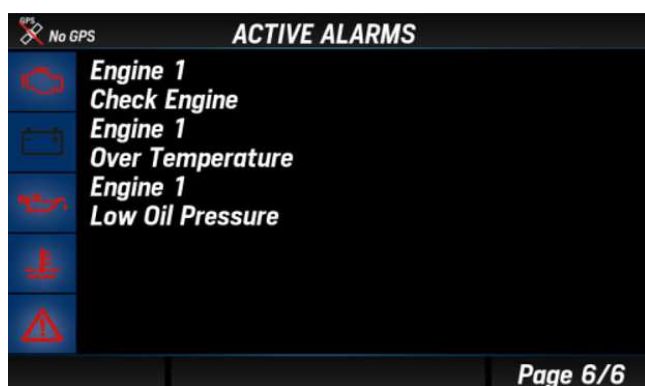 GPS
No GPS
ACTIVE ALARMS
Engine 1
Check Engine
Engine 1
Over Temperature
Engine 1
Low Oil Pressure
Page 6/6